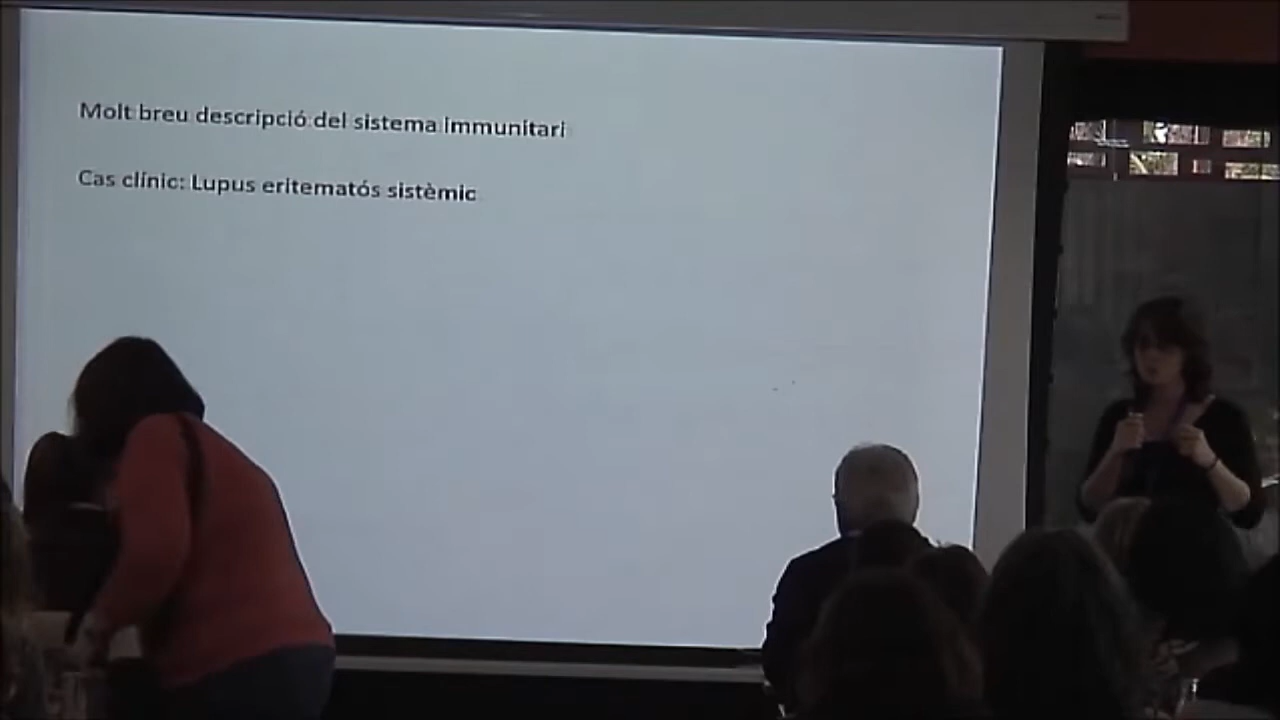 Molt breu descripció del sistema immunitari
Cas clínic: Lupus eritematós sistèmic